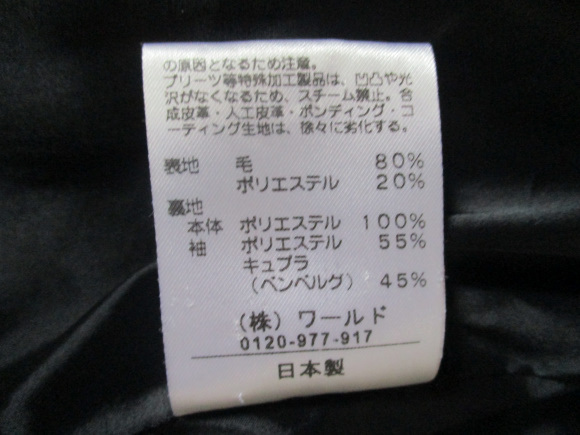 の原因となるため注意。
プリーツ等特殊加工製品は、凹凸や光
沢がなくなるため、スチーム禁止。合
成皮革・人工皮革・ボンディング・コ
ーティング生地は、徐々に劣化する。
表地 毛 80%
ポリエステル 20%
裏地
本体 ポリエステル 100%
袖 ポリエステル 55%
キュプラ
(ベンベルグ) 45%
(株) ワールド
0120-977-917
日本製